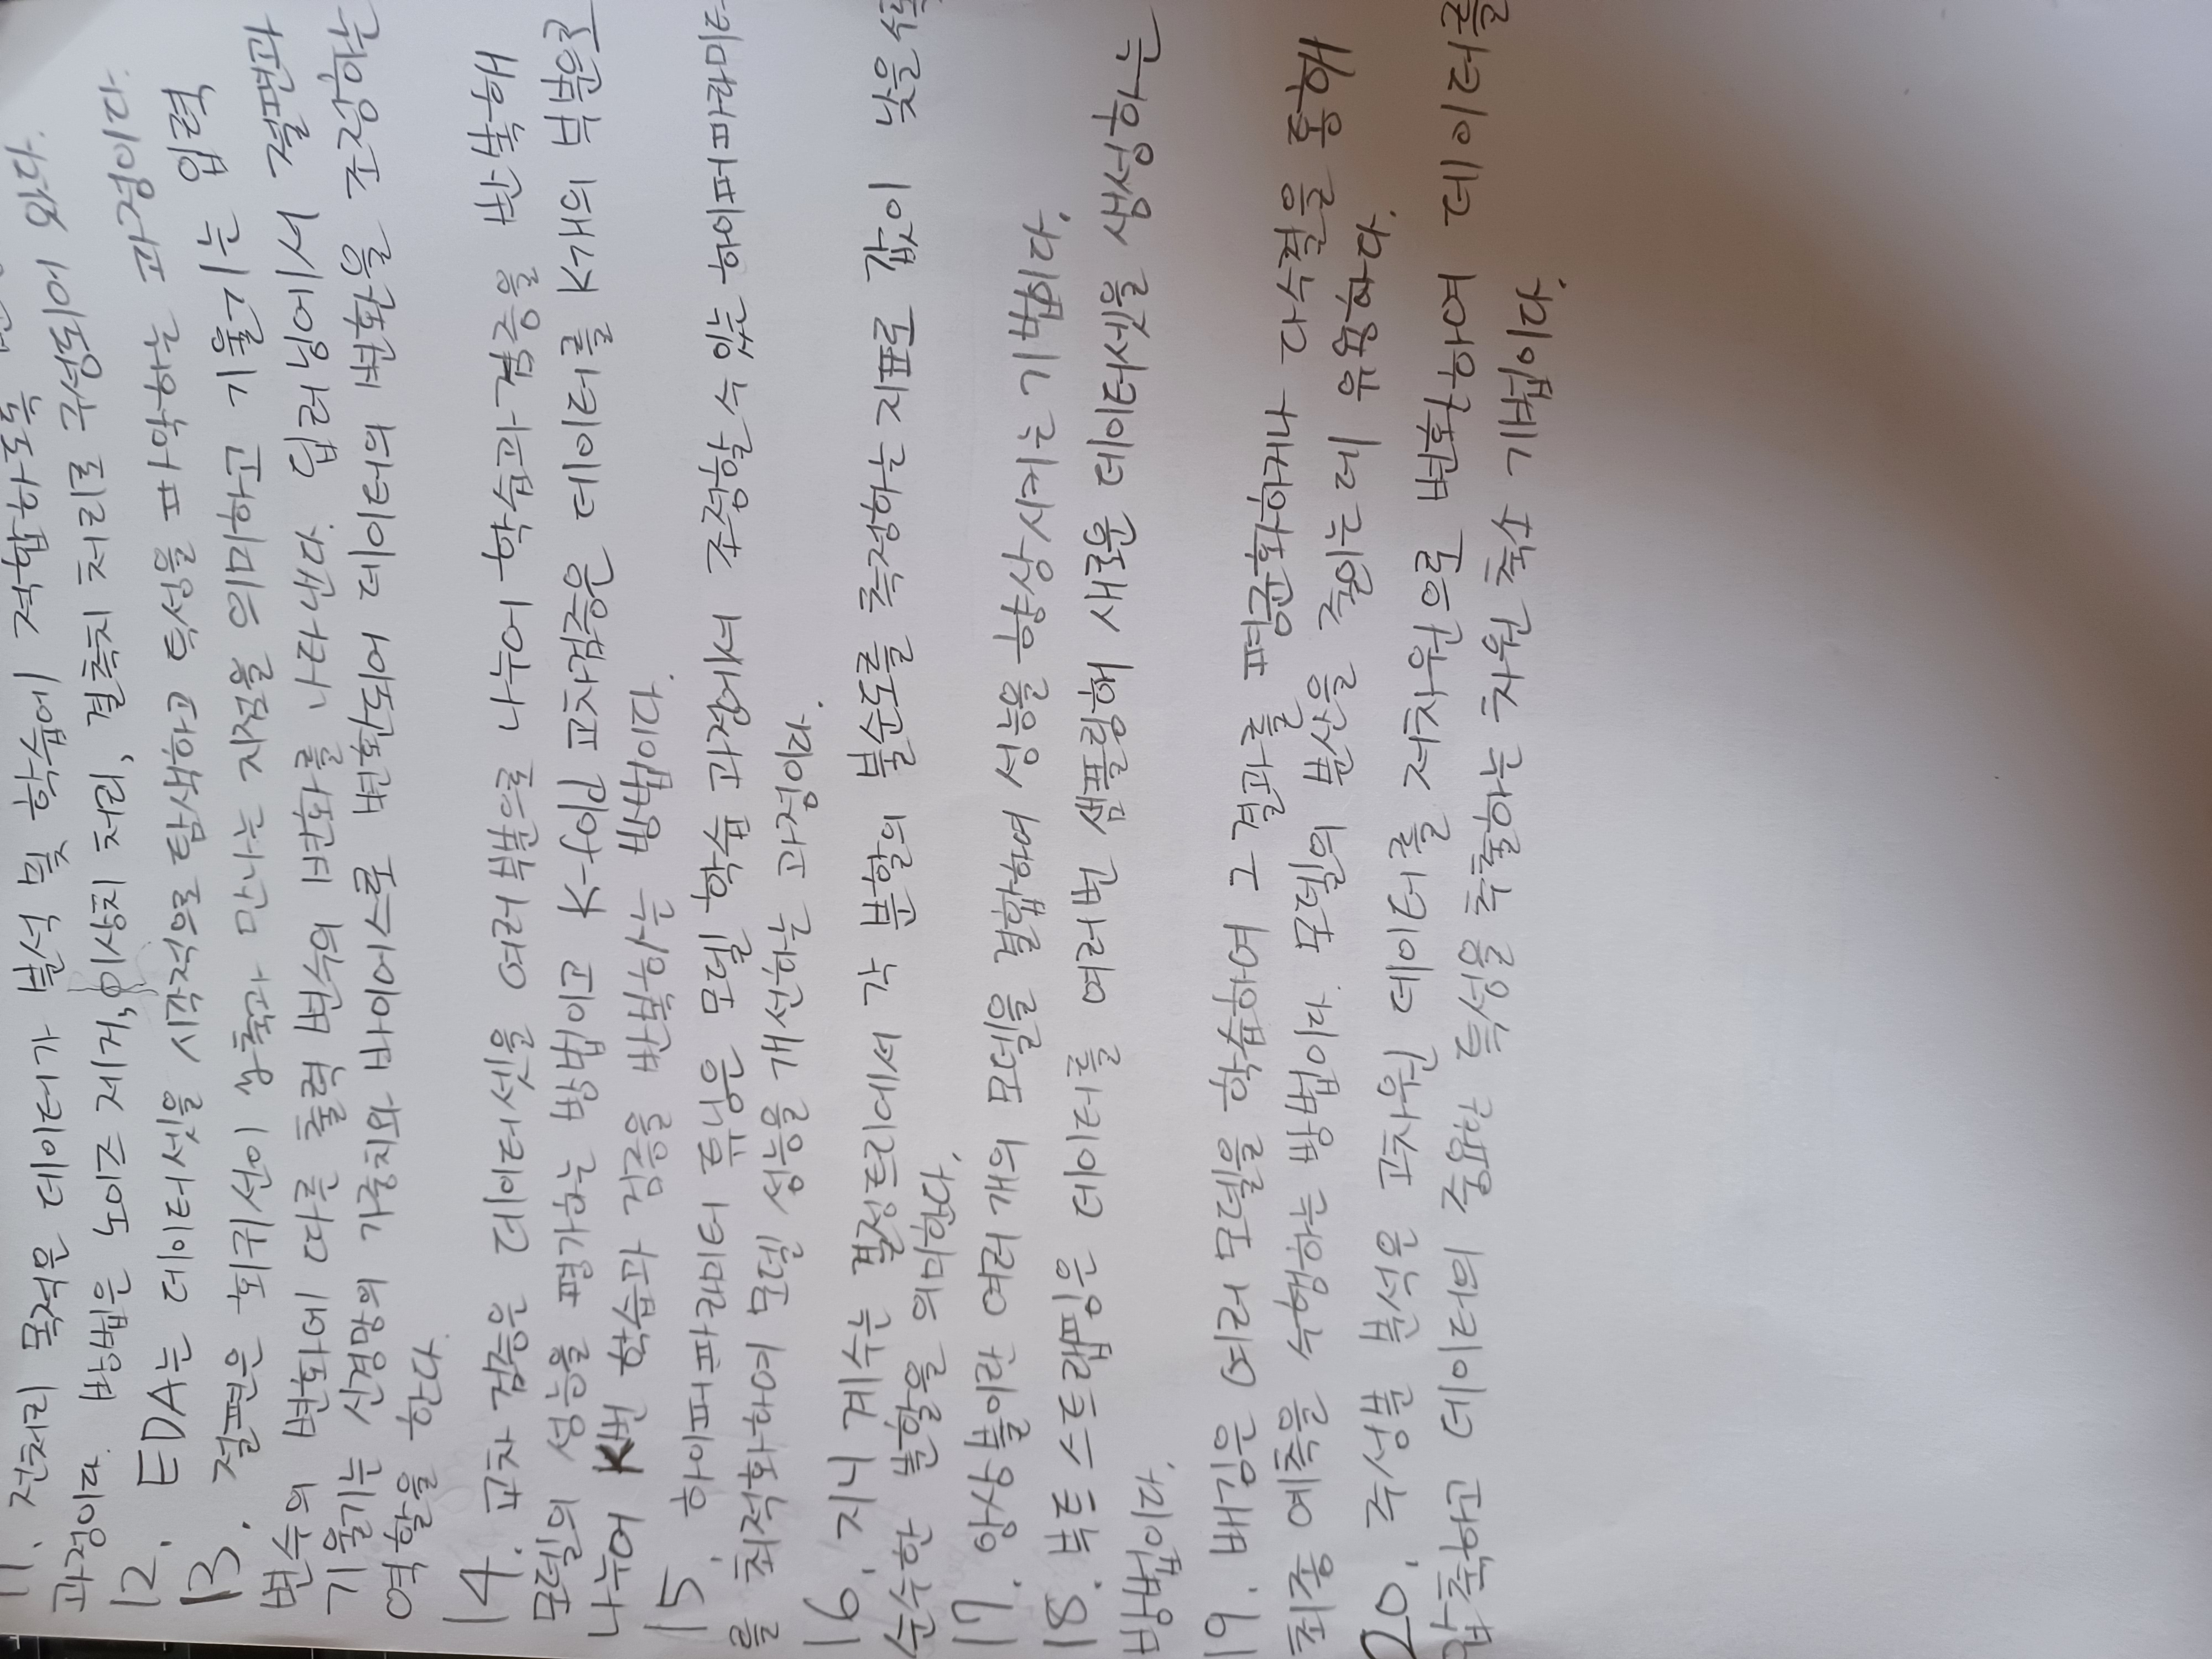 11. 전처리 목적은 데이터가 분석 및 학습에 적합하도록
과정이다. 방법은 노이즈 제거, 이상치 처리, 결측치 처리로 구성되어 있다.
12. EDA는 데이터셋을 시각적으로 탐색하고 특성을 파악하는 과정이다.
13. 절편은 회귀선이 y축과 만나는 지점을 의미하고 기울기는 입력
변수의 변화에 따른 출력 변수의 변화를 나타낸다. 딥러닝에서 절편과
기울기는 신경망의 가중치와 바이어스로 변환되어 데이터의 변환을 조정하는
역할을 한다.
14. 교차 검증은 데이터셋을 여러 부분으로 나누어 학습과 검증을 반복해
모델의 성능을 평가하는 방법이고 K-fold 교차검증은 데이터를 K개의 부분으로
나누어 K번 학습과 검증을 반복하는 방법이다.
15. 하이퍼파라미터 튜닝은 모델 학습 과정에서 조정할 수 있는 하이퍼파라미터
를 최적화하여 모델 성능을 개선하는 과정이다.
16. 지니 계수는 결정트리에서 각 분할의 불순도를 측정하는 지표로 값이 낮을수록
순수한 분할을 의미한다.
17. 앙상블이란 여러 개의 모델을 결합하여 성능을 향상시키는 기법이다.
18. 부트스트랩핑은 데이터를 여러번 샘플링해 새로운 데이터셋을 생성하는
방법이다.
19. 배깅은 여러 모델을 학습하여 그 결과를 평균화하거나 다수결을 통해
최종 예측을 수행하는 방법이다. 모델의 분산을 줄이는데 유용하다.
20. 주성분 분석은 고차원 데이터를 저차원으로 변환하여 데이터를
압축하고 데이터의 중요한 특성을 추출하는 차원 축소 기법이다.